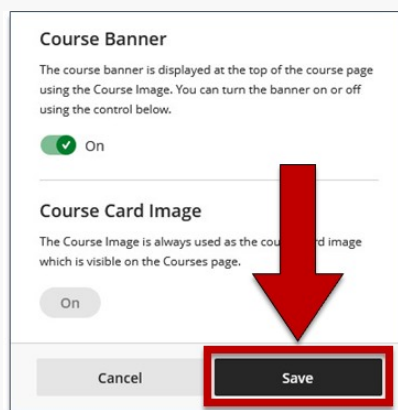 Course Banner
The course banner is displayed at the top of the course page
using the Course Image. You can turn the banner on or off
using the control below.
On
Course Card Image
The Course Image is always used as the cou rd image
which is visible on the Courses page.
On
Cancel
Save